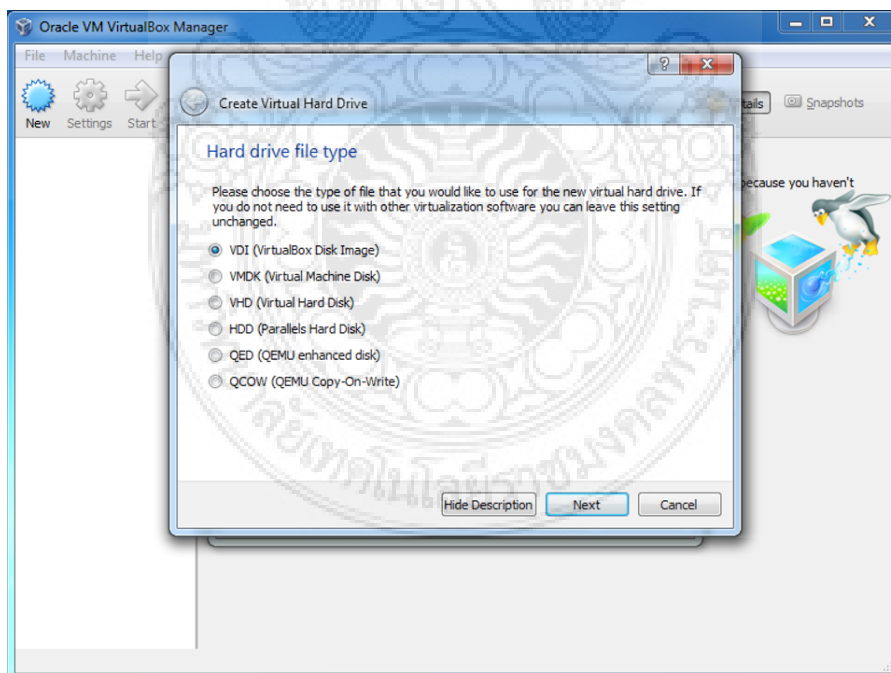 Oracle VM VirtualBox Manager
File Machine Help
New Settings Start
tails Snapshots
because you haven't
Create Virtual Hard Drive
Hard drive file type
Please choose the type of file that you would like to use for the new virtual hard drive. If
you do not need to use it with other virtualization software you can leave this setting
unchanged.
VDI (VirtualBox Disk Image)
VMDK (Virtual Machine Disk)
VHD (Virtual Hard Disk)
HDD (Parallels Hard Disk)
QED (QEMU enhanced disk)
QCOW (QEMU Copy-On-Write)
Hide Description Next Cancel